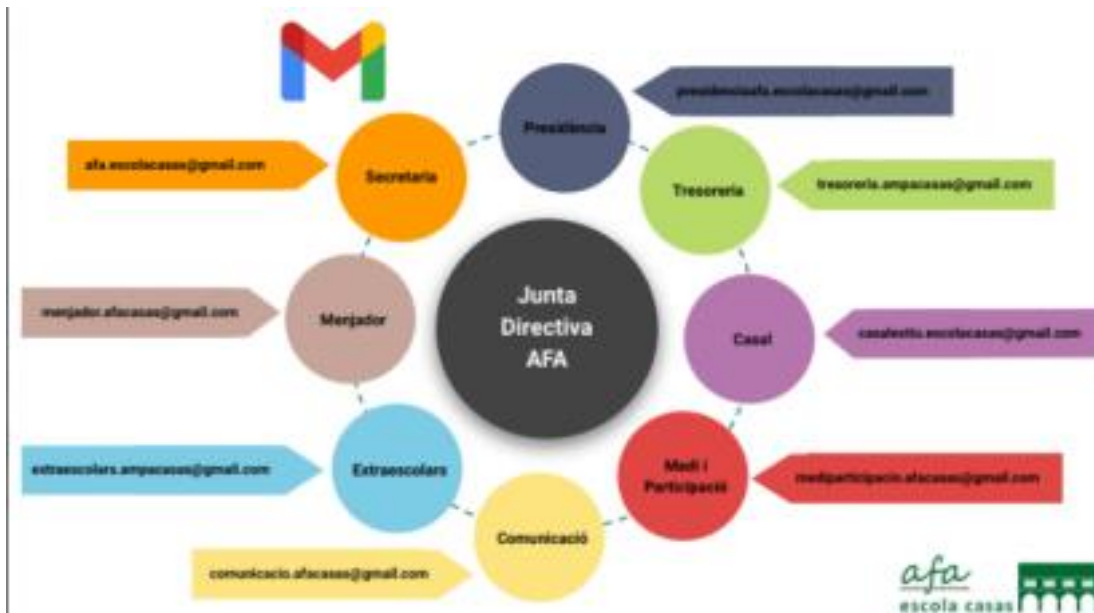 Presidència
presidenciaafa.escolacasas@gmail.com
afa.escolacasas@gmail.com
Secretaria
Tresoreria
tresoreria.ampacasas@gmail.com
menjador.afacasas@gmail.com
Menjador
Junta
Directiva
AFA
Casal
casalestiu.escolacasas@gmail.com
extraescolars.ampacasas@gmail.com
Extraescolars
Medi i
Participació
mediparticipacio.afacasas@gmail.com
Comunicació
comunicacio.afacasas@gmail.com
afa
escola casas